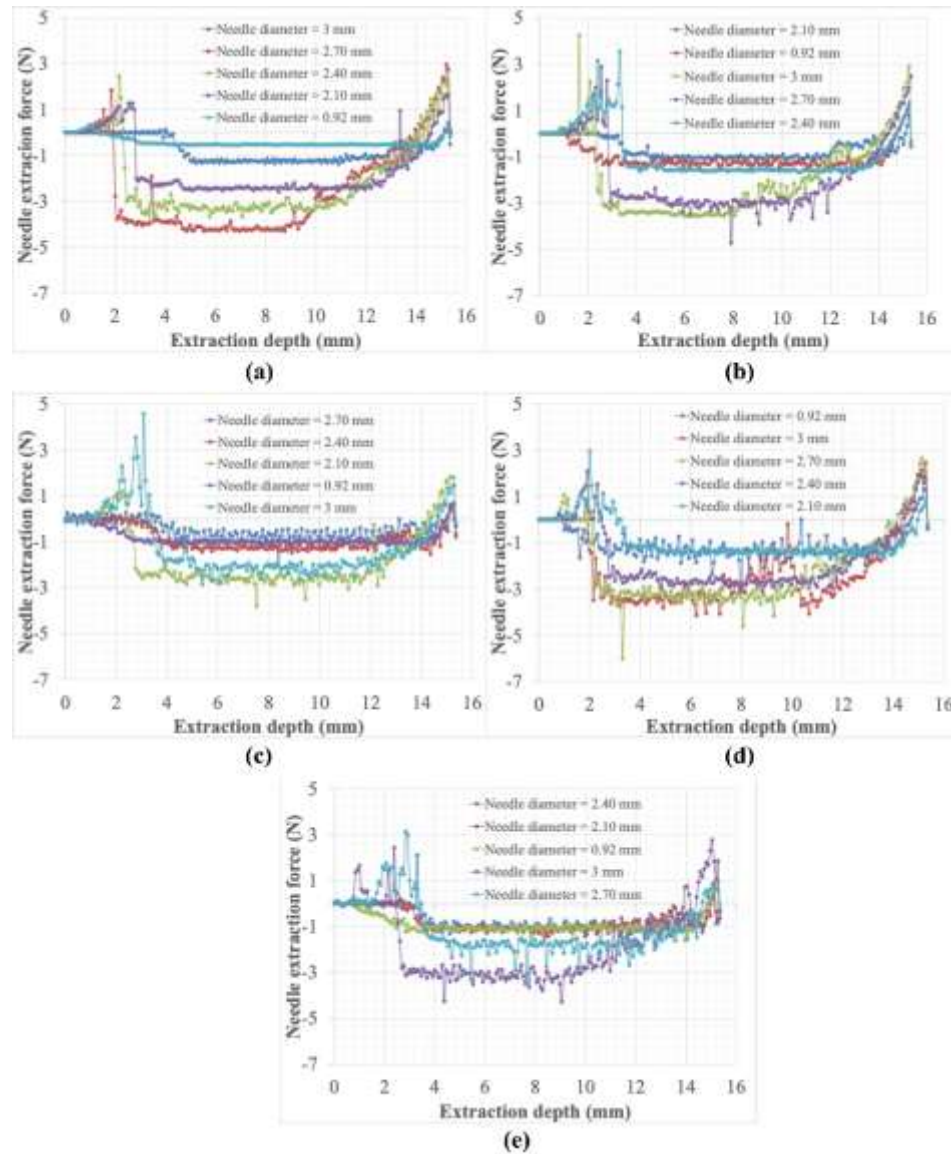 Needle extracion force (N)
5
3
1
-1
-3
-5
-7
Needle diameter = 3 mm
Needle diameter = 2.70 mm
Needle diameter = 2.40 mm
Needle diameter = 2.10 mm
Needle diameter = 0.92 mm
0 2 4 6 8 10 12 14 16
Extraction depth (mm)
(a)
Needle extraction force (N)
5
3
1
-1
-3
-5
-7
Needle diameter = 2.10 mm
Needle diameter = 0.92 mm
Needle diameter = 3 mm
Needle diameter = 2.70 mm
Needle diameter = 2.40 mm
0 2 4 6 8 10 12 14 16
Extraction depth (mm)
(b)
Needle extraction force (N)
5
3
1
-1
-3
-5
-7
Needle diameter = 2.70 mm
Needle diameter = 2.40 mm
Needle diameter = 2.10 mm
Needle diameter = 0.92 mm
Needle diameter = 3 mm
0 2 4 6 8 10 12 14 16
Extraction depth (mm)
(c)
Needle extraction force (N)
5
3
1
-1
-3
-5
-7
Needle diameter = 0.92 mm
Needle diameter = 3 mm
Needle diameter = 2.70 mm
Needle diameter = 2.40 mm
Needle diameter = 2.10 mm
0 2 4 6 8 10 12 14 16
Extraction depth (mm)
(d)
Needle extraction force (N)
5
3
1
-1
-3
-5
-7
Needle diameter = 2.40 mm
Needle diameter = 2.10 mm
Needle diameter = 0.92 mm
Needle diameter = 3 mm
Needle diameter = 2.70 mm
0 2 4 6 8 10 12 14 16
Extraction depth (mm)
(e)